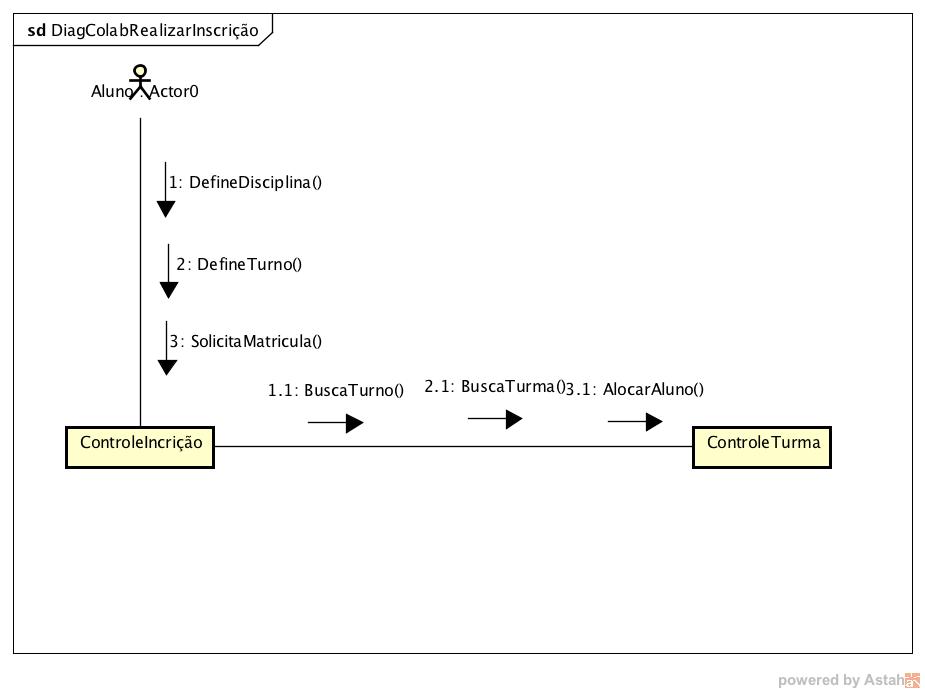 sd DiagColabRealizarInscrição
Aluno : Actor0
1: DefineDisciplina()
2: DefineTurno()
3: SolicitaMatricula()
1.1: BuscaTurno()
2.1: BuscaTurma()
3.1: AlocarAluno()
ControleIncrição
ControleTurma
powered by Astah